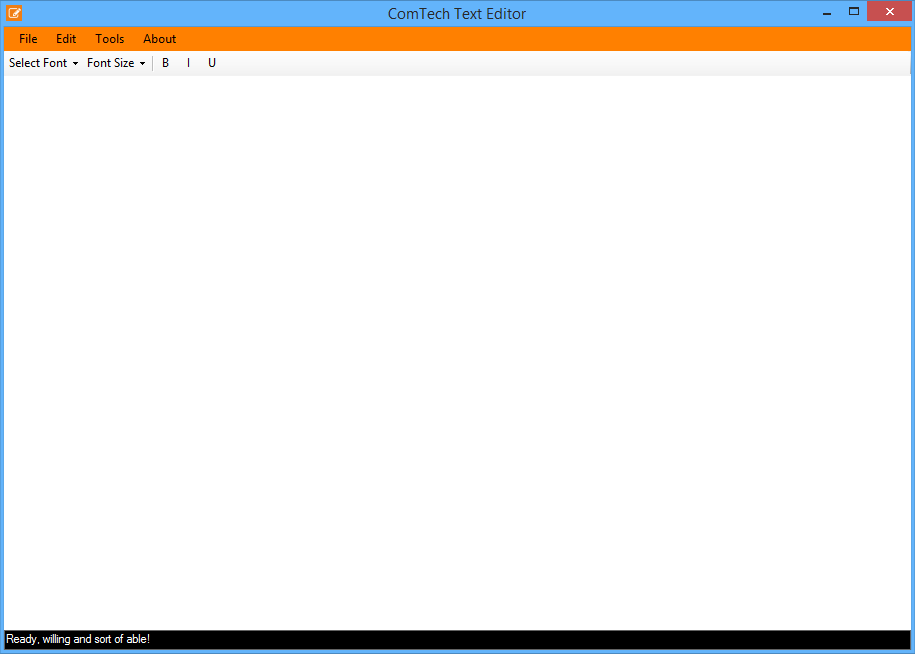 ComTech Text Editor
File Edit Tools About
Select Font Font Size B I U
Ready, willing and sort of able!